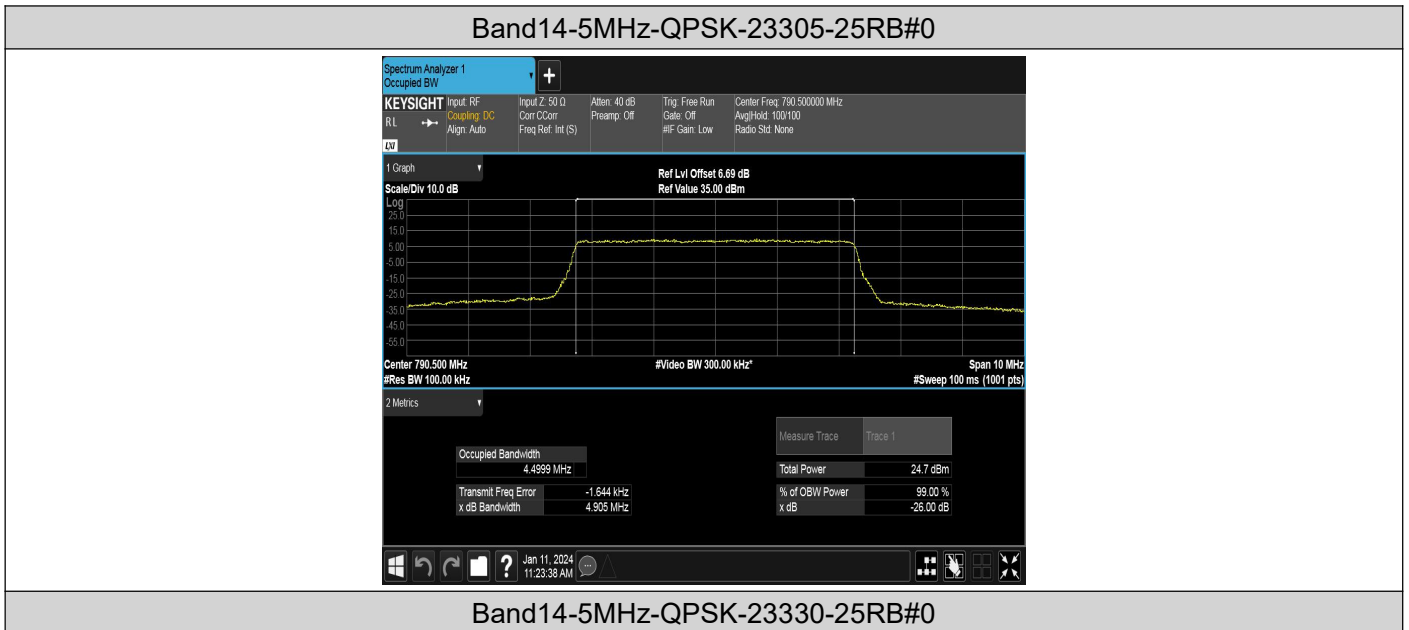 Band14-5MHz-QPSK-23305-25RB#0
Spectrum Analyzer 1
Occupied BW
+
KEYSIGHT Input: RF Input Z: 50 Ω Atten: 40 dB Trig: Free Run Center Freq: 790.500000 MHz
RL Coupling: DC Corr CCorr Preamp: Off Gate: Off Avg|Hold: 100/100
Align: Auto Freq Ref: Int (S) #IF Gain: Low Radio Std: None
LXI
1 Graph Ref Lvl Offset 6.69 dB
Scale/Div 10.0 dB Ref Value 35.00 dBm
Log
25.0
15.0
5.00
-5.00
-15.0
-25.0
-35.0
-45.0
-55.0
Center 790.500 MHz #Video BW 300.00 kHz* Span 10 MHz
#Res BW 100.00 kHz #Sweep 100 ms (1001 pts)
2 Metrics
Measure Trace Trace 1
Occupied Bandwidth
4.4999 MHz Total Power 24.7 dBm
Transmit Freq Error -1.644 kHz % of OBW Power 99.00 %
x dB Bandwidth 4.905 MHz x dB -26.00 dB
? Jan 11, 2024
11:23:38 AM
Band14-5MHz-QPSK-23330-25RB#0